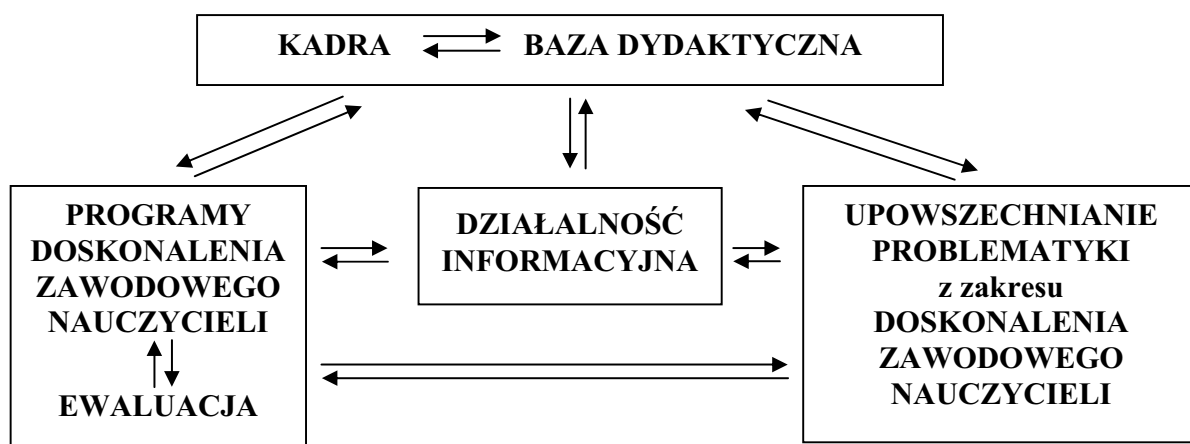 KADRA BAZA DYDAKTYCZNA
PROGRAMY
DOSKONALENIA
ZAWODOWEGO
NAUCZYCIELI
EWALUACJA
DZIAŁALNOŚĆ
INFORMACYJNA
UPOWSZECHNIANIE
PROBLEMATYKI
z zakresu
DOSKONALENIA
ZAWODOWEGO
NAUCZYCIELI